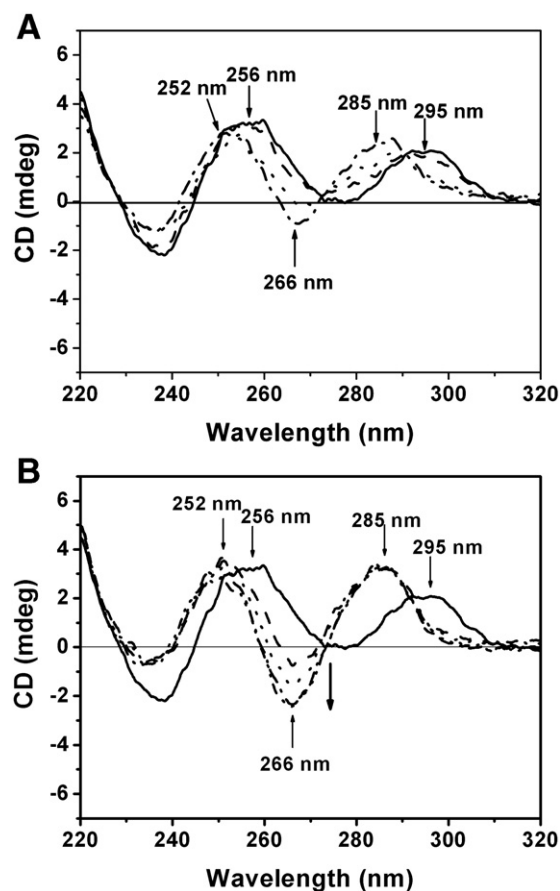 A
6
4
2
0
-2
-4
-6
CD (mdeg)
252 nm
256 nm
285 nm
295 nm
266 nm
220 240 260 280 300 320
Wavelength (nm)
B
6
4
2
0
-2
-4
-6
CD (mdeg)
252 nm
256 nm
285 nm
295 nm
266 nm
220 240 260 280 300 320
Wavelength (nm)